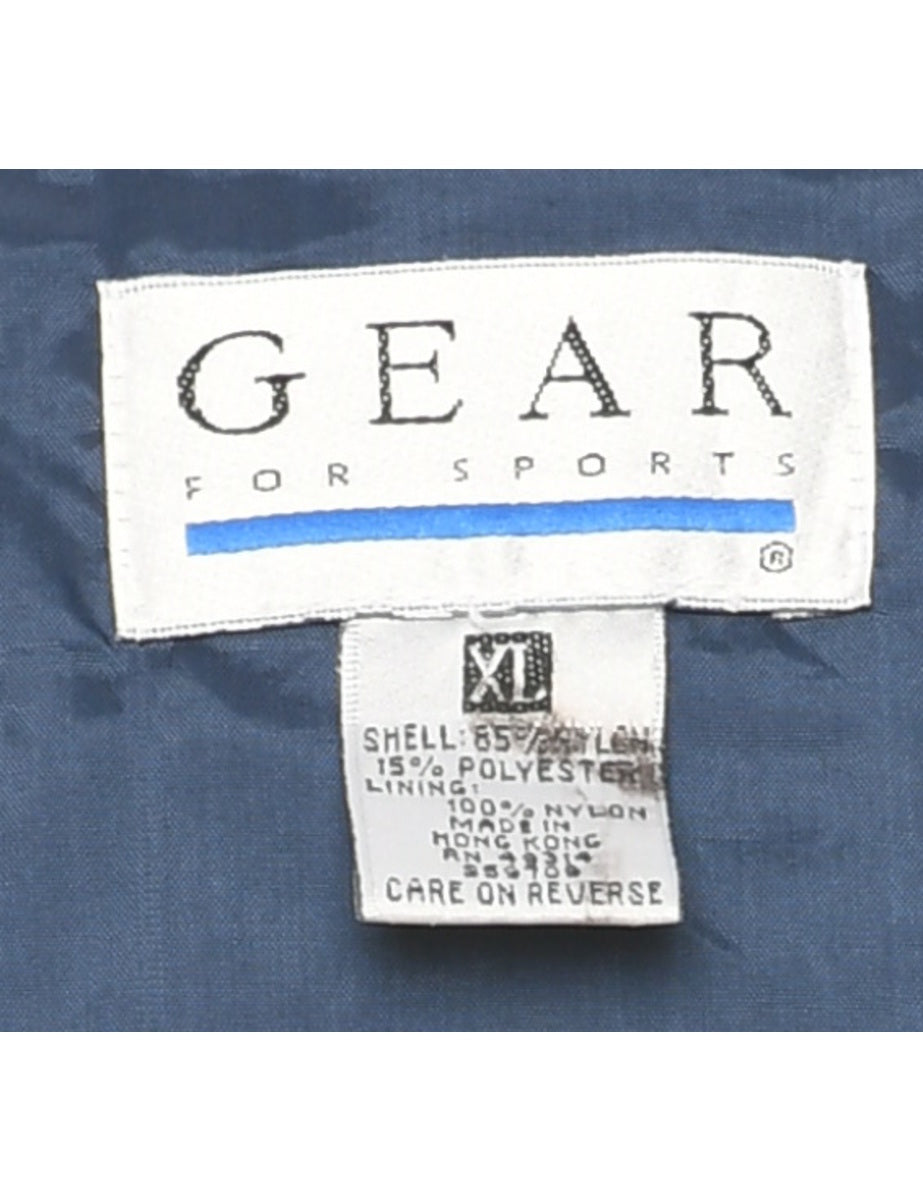 GEAR
FOR SPORTS
®
XL
SHELL: 85% NYLON
15% POLYESTER
LINING:
100% NYLON
MADE IN
HONG KONG
RN
CARE ON REVERSE